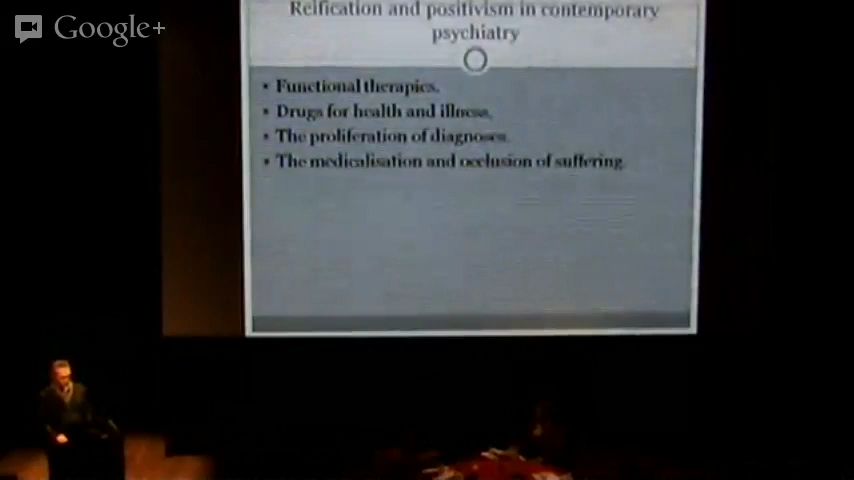 Google+
Reification and positivism in contemporary
psychiatry
• Functional therapies.
• Drugs for health and illness.
• The proliferation of diagnoses.
• The medicalisation and occlusion of suffering.